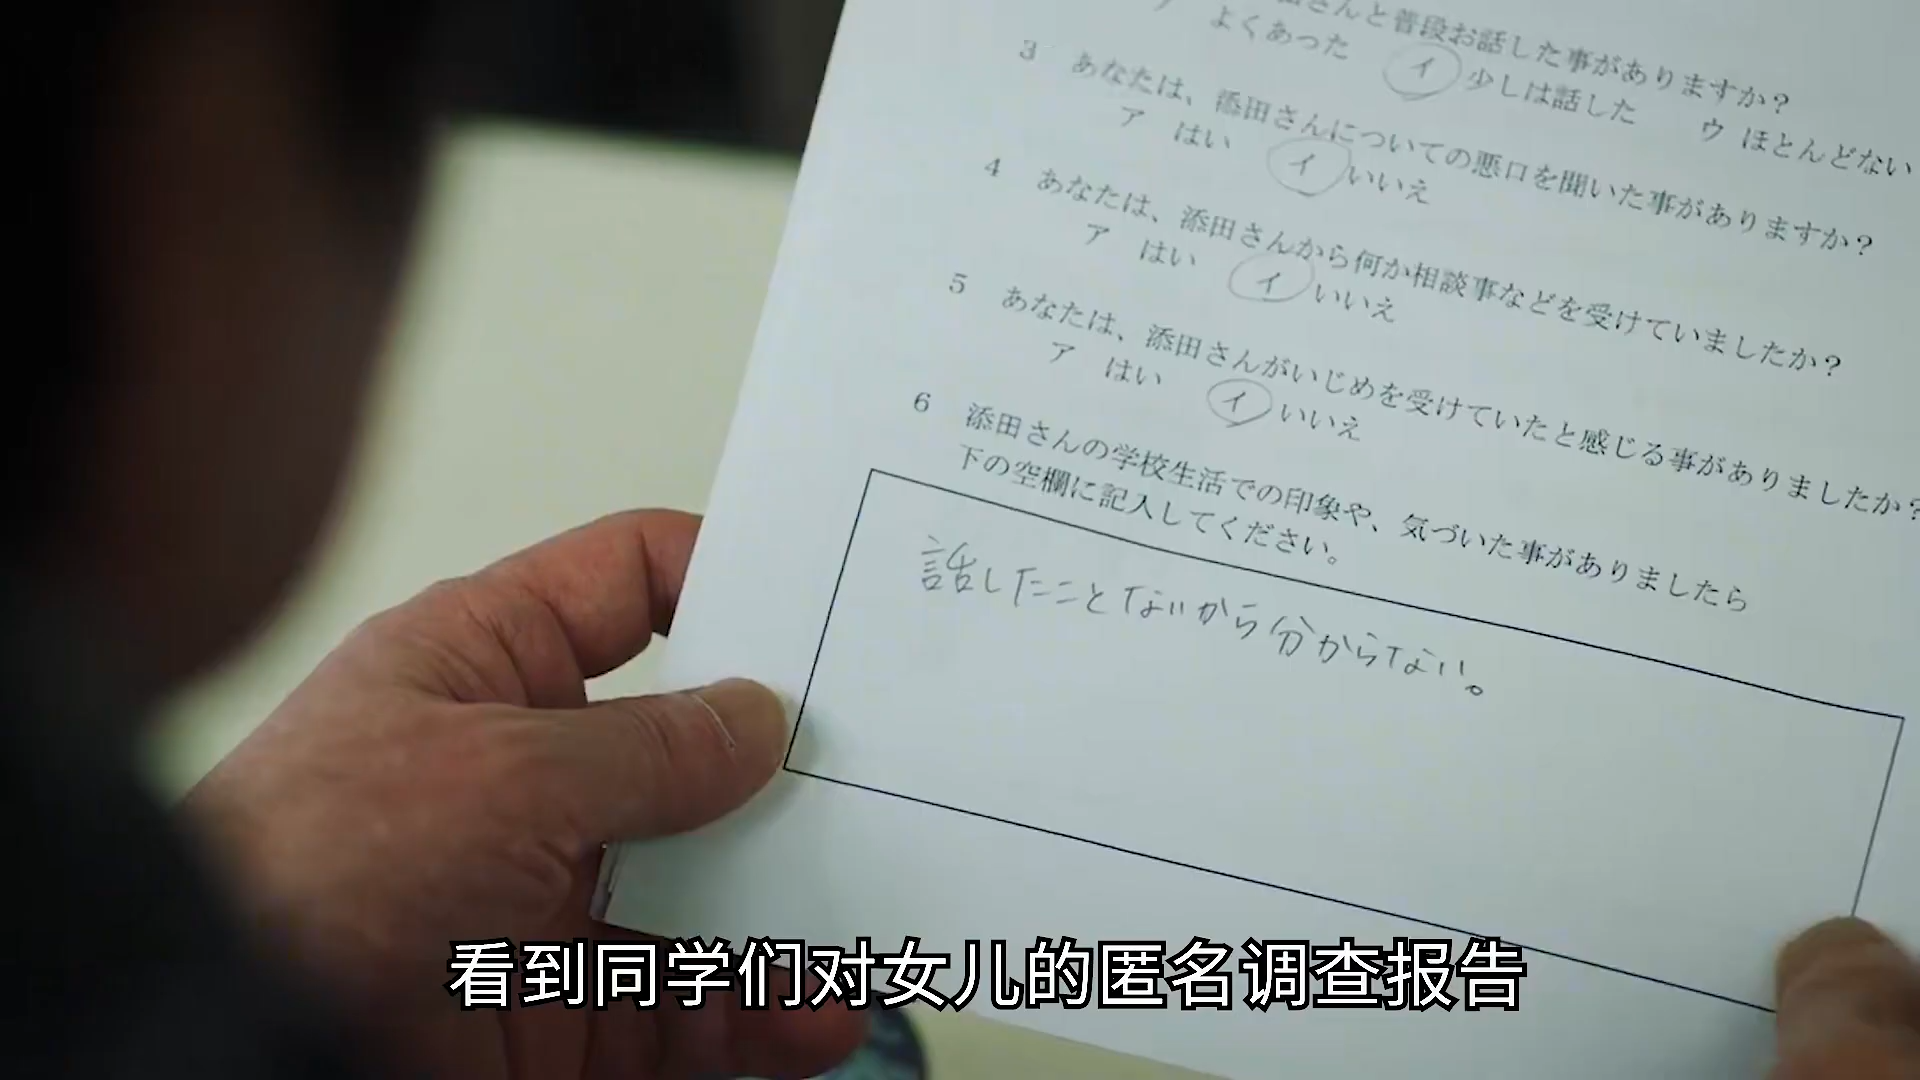 田さんと普段お話した事がありますか？
ア よくあった イ 少しは話した ウ ほとんどない
3 あなたは、添田さんについての悪口を聞いた事がありますか？
ア はい イ いいえ
4 あなたは、添田さんから何か相談事などを受けていましたか？
ア はい イ いいえ
5 あなたは、添田さんがいじめを受けていたと感じる事がありましたか？
ア はい イ いいえ
6 添田さんの学校生活での印象や、気づいた事がありましたら
下の空欄に記入してください。
話したことないから分からない。
看到同学们对女儿的匿名调查报告